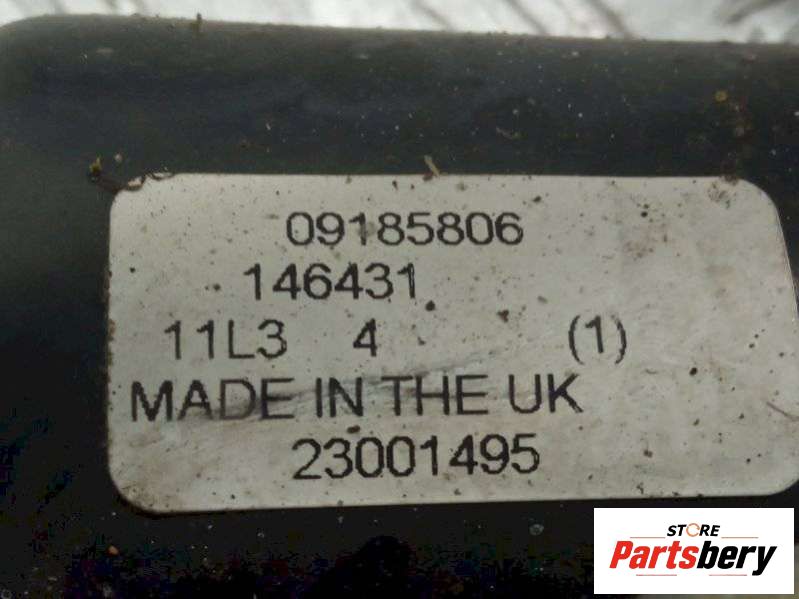 09185806
146431
11L3 4 (1)
MADE IN THE UK
23001495
STORE
Partsbery